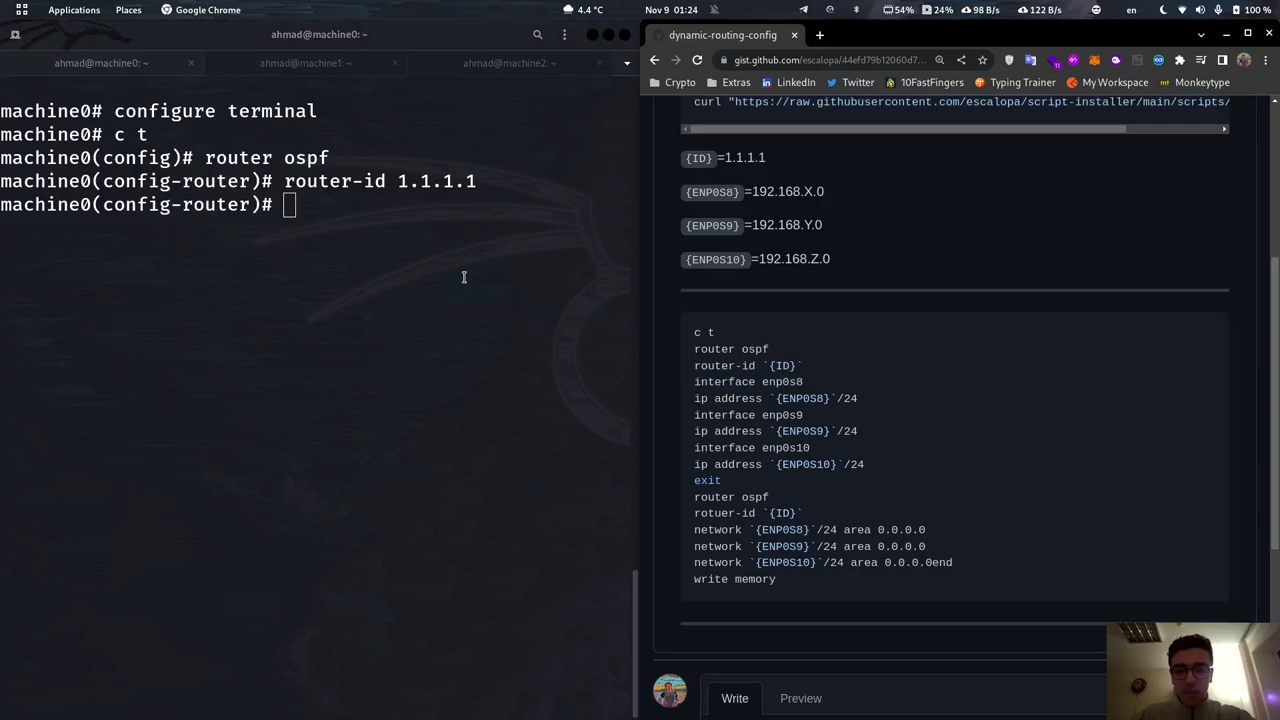 Applications Places Google Chrome 4.4 °C Nov 9 01:24 54% 24% 98 B/s 122 B/s en 100 %
ahmad@machine0: ~
ahmad@machine0: ~ ahmad@machine1: ~ ahmad@machine2: ~
machine0# configure terminal
machine0# c t
machine0(config)# router ospf
machine0(config-router)# router-id 1.1.1.1
machine0(config-router)#
dynamic-routing-config
gist.github.com/escalopa/44efd79b12060d7...
Crypto Extras LinkedIn Twitter 10FastFingers Typing Trainer My Workspace Monkeytype
curl "https://raw.githubusercontent.com/escalopa/script-installer/main/scripts/
{ID}=1.1.1.1
{ENP0S8}=192.168.X.0
{ENP0S9}=192.168.Y.0
{ENP0S10}=192.168.Z.0
c t
router ospf
router-id `{ID}`
interface enp0s8
ip address `{ENP0S8}`/24
interface enp0s9
ip address `{ENP0S9}`/24
interface enp0s10
ip address `{ENP0S10}`/24
exit
router ospf
rotuer-id `{ID}`
network `{ENP0S8}`/24 area 0.0.0.0
network `{ENP0S9}`/24 area 0.0.0.0
network `{ENP0S10}`/24 area 0.0.0.0end
write memory
Write Preview